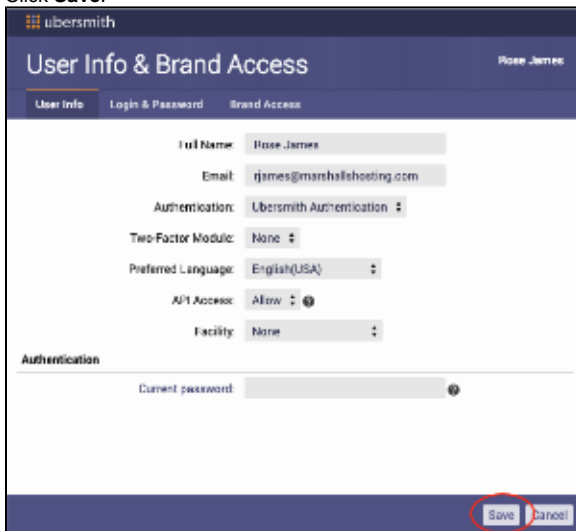 Click Save.
ubersmith
User Info & Brand Access
Rose James
User Info Login & Password Brand Access
Full Name: Rose James
Email: rjames@marshallshosting.com
Authentication: Ubersmith Authentication
Two-Factor Module: None
Preferred Language: English(USA)
API Access: Allow
Facility: None
Authentication
Current password:
Save Cancel